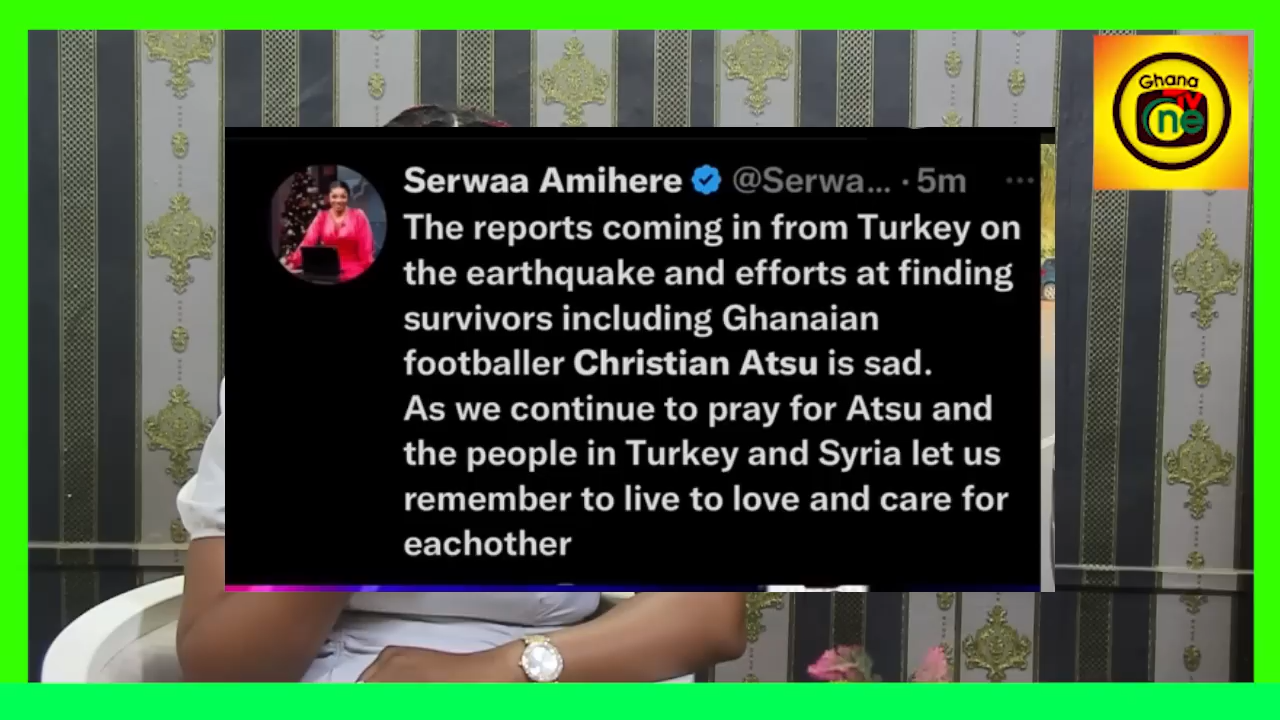 Ghana
TV
One
Serwaa Amihere @Serwa... · 5m ...
The reports coming in from Turkey on
the earthquake and efforts at finding
survivors including Ghanaian
footballer Christian Atsu is sad.
As we continue to pray for Atsu and
the people in Turkey and Syria let us
remember to live to love and care for
eachother